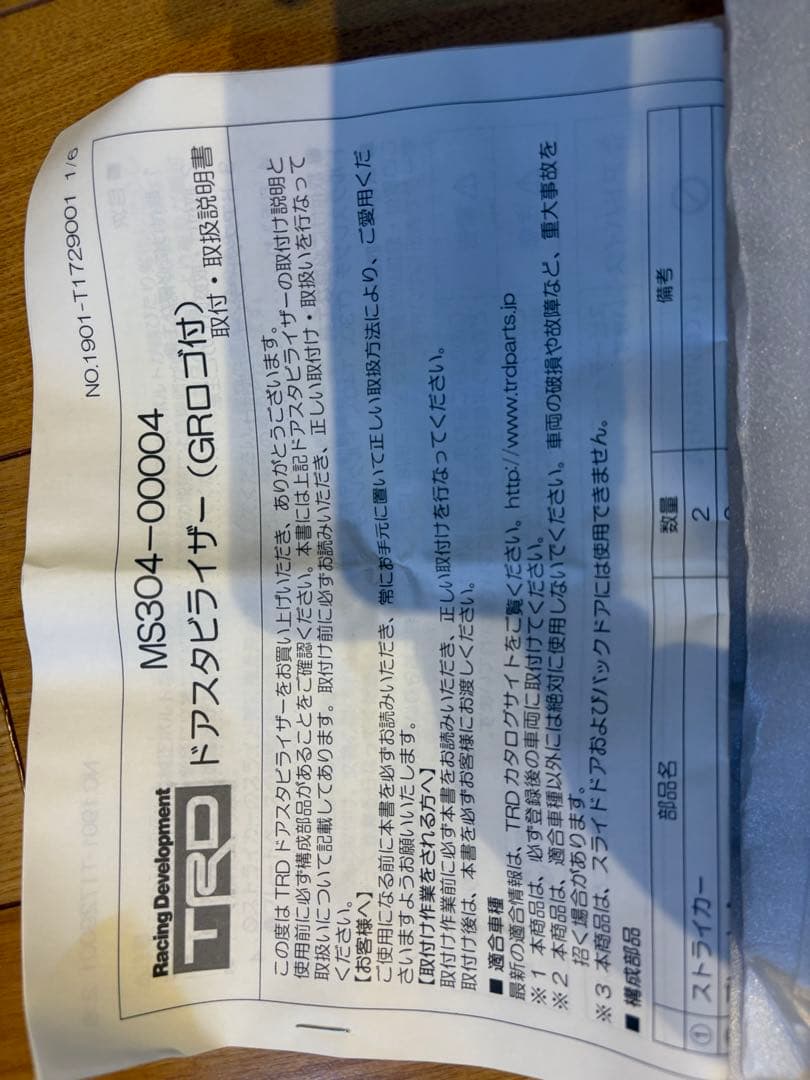 NO.1901-T1729001 1/6
Racing Development
TRD
MS304-00004
ドアスタビライザー（GRロゴ付）
取付・取扱説明書
この度は TRD ドアスタビライザーをお買い上げいただき、ありがとうございます。
使用前に必ず構成部品があることをご確認ください。本書には上記ドアスタビライザーの取付け説明と
取扱いについて記載してあります。取付け前に必ずお読みいただき、正しい取付け・取扱いを行なって
ください。
【お客様へ】
ご使用になる前に本書を必ずお読みいただき、常にお手元に置いて正しい取扱方法により、ご愛用くだ
さいますようお願いいたします。
【取付け作業をされる方へ】
取付け作業前に必ず本書をお読みいただき、正しい取付けを行なってください。
取付け後は、本書を必ずお客様にお渡しください。
■ 適合車種
最新の適合情報は、TRD カタログサイトをご覧ください。http://www.trdparts.jp
※１ 本商品は、必ず登録後の車両に取付けてください。
※２ 本商品は、適合車種以外には絶対に使用しないでください。車両の破損や故障など、重大事故を
招く場合があります。
※３ 本商品は、スライドドアおよびバックドアには使用できません。
■ 構成部品
部品名 数量 備考
① ストライカー 2